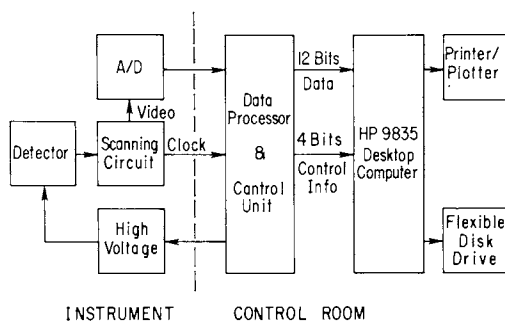 A/D
Video
Detector
Scanning
Circuit
Clock
High
Voltage
Data
Processor
&
Cantrol
Unit
12 Bits
Data
4 Bits
Control
Info
HP 9835
Desktop
Computer
Printer/
Plotter
Flexible
Disk
Drive
INSTRUMENT
CONTROL ROOM